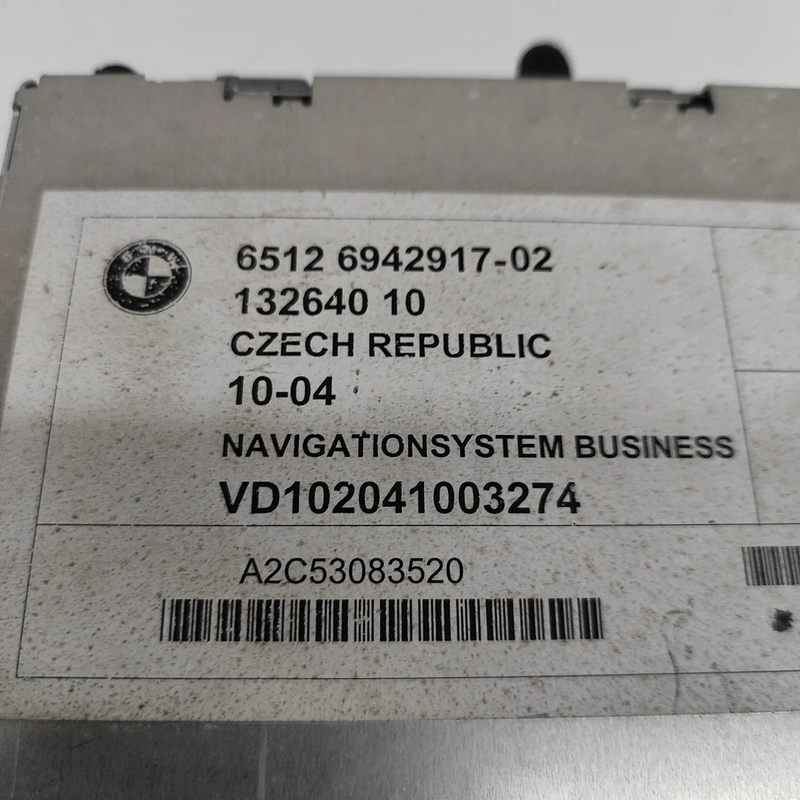 6512 6942917-02
132640 10
CZECH REPUBLIC
10-04
NAVIGATIONSYSTEM BUSINESS
VD102041003274
A2C53083520